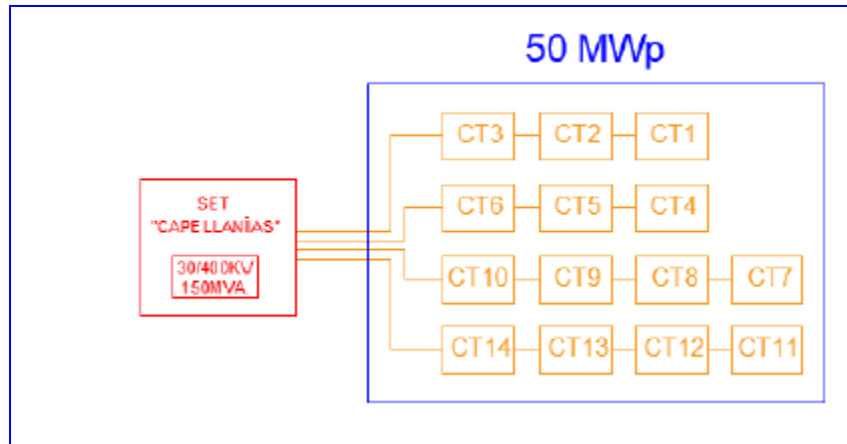 50 MWp
CT3 CT2 CT1
SET
"CAPELLANÍAS"
CT6 CT5 CT4
30/400KV
150MVA.
CT10 CT9 CT8 CT7
CT14 CT13 CT12 CT11